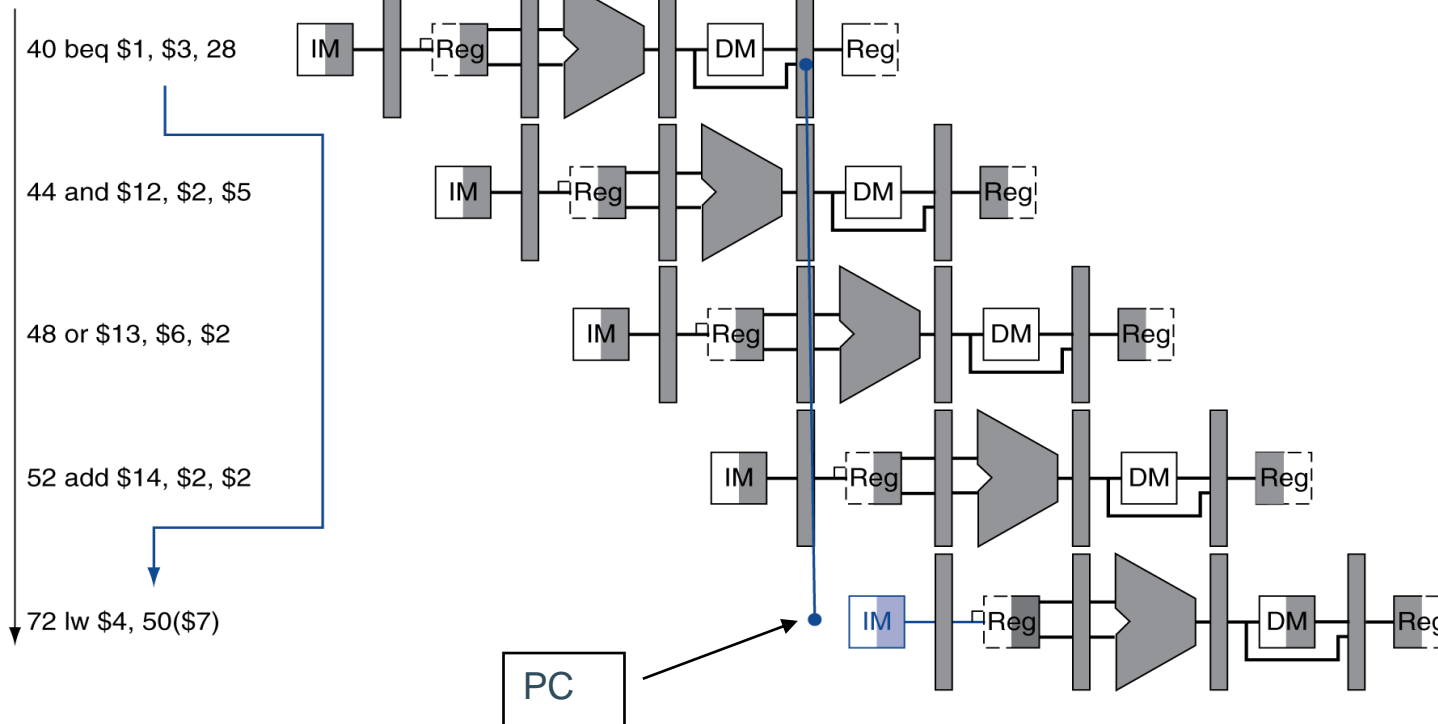 40 beq $1, $3, 28
IM Reg DM Reg
44 and $12, $2, $5
IM Reg DM Reg
48 or $13, $6, $2
IM Reg DM Reg
52 add $14, $2, $2
IM Reg DM Reg
72 lw $4, 50($7)
IM Reg DM Reg
PC